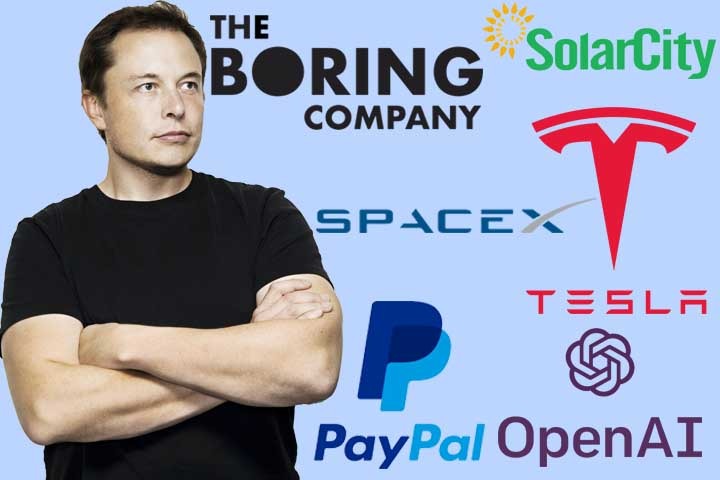 THE
BORING
COMPANY
SolarCity
SPACEX
TESLA
PayPal
OpenAI